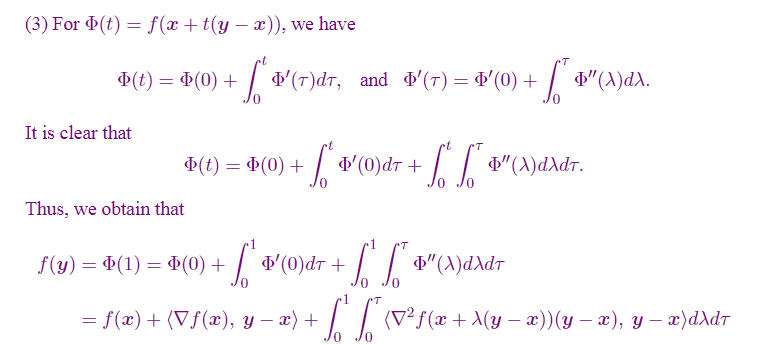 (3) For Φ(t) = f(x + t(y − x)), we have
Φ(t) = Φ(0) + ∫₀ᵗ Φ′(τ)dτ, and Φ′(τ) = Φ′(0) + ∫₀^τ Φ″(λ)dλ.
It is clear that
Φ(t) = Φ(0) + ∫₀ᵗ Φ′(0)dτ + ∫₀ᵗ ∫₀^τ Φ″(λ)dλdτ.
Thus, we obtain that
f(y) = Φ(1) = Φ(0) + ∫₀¹ Φ′(0)dτ + ∫₀¹ ∫₀^τ Φ″(λ)dλdτ
= f(x) + ⟨∇f(x), y − x⟩ + ∫₀¹ ∫₀^τ ⟨∇²f(x + λ(y − x))(y − x), y − x⟩dλdτ